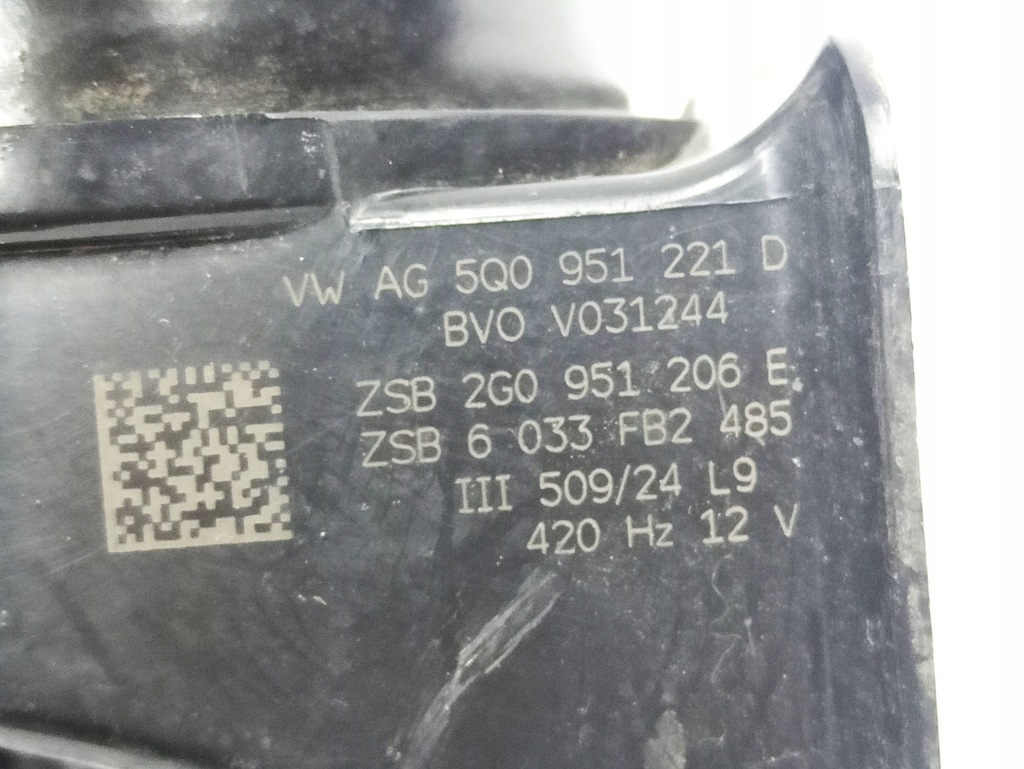 VW AG 5Q0 951 221 D
BVO V031244
ZSB 2G0 951 206 E
ZSB 6 033 FB2 485
III 509/24 L9
420 Hz 12 V